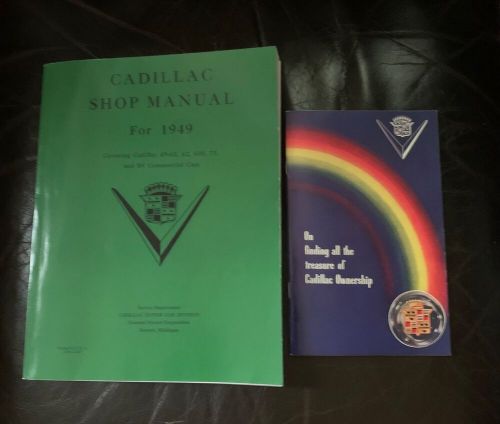 CADILLAC
SHOP MANUAL
For 1949
Covering Cadillac 49-61, 62, 60S, 75
and 86 Commercial Cars
Service Department
CADILLAC MOTOR CAR DIVISION
General Motors Corporation
Detroit, Michigan
On
finding all the
treasure of
Cadillac Ownership